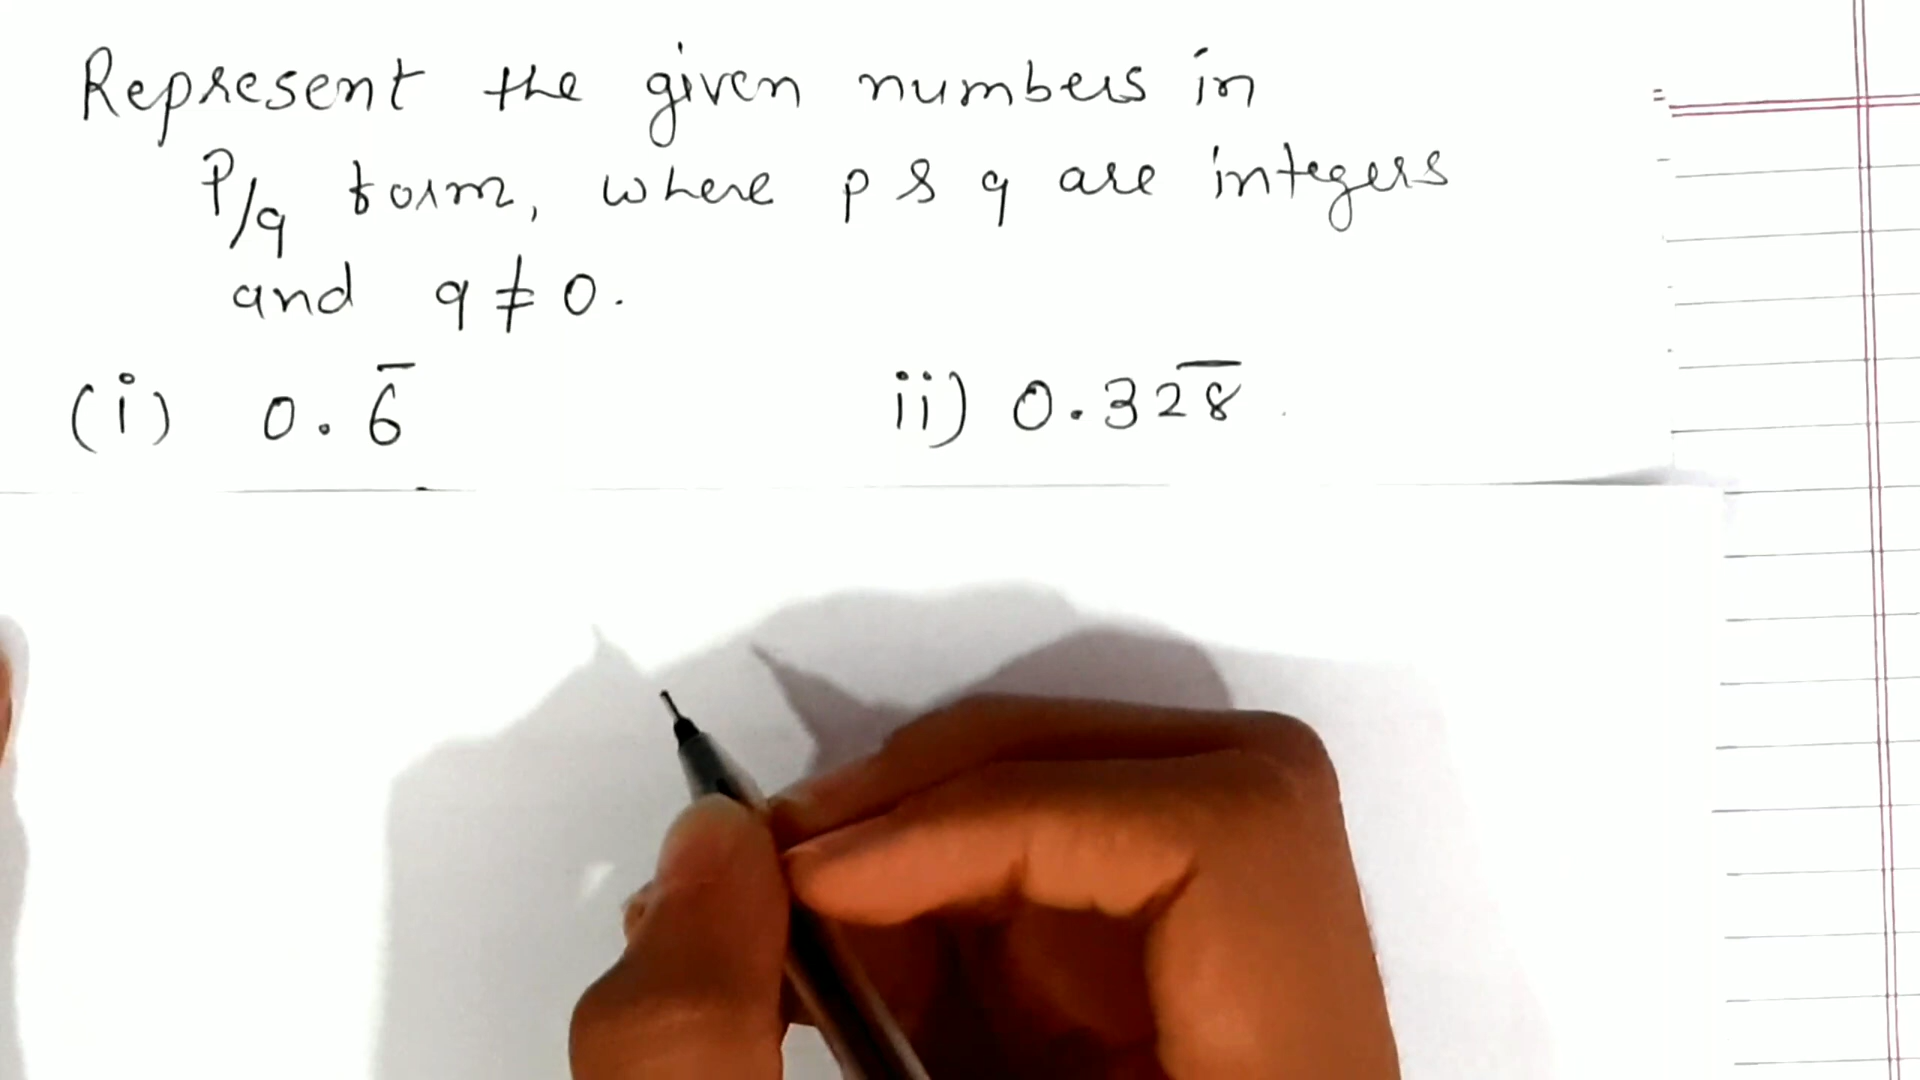 Represent the given numbers in
P/q form, where p & q are integers
and q ≠ 0.
(i) 0.6̅ ii) 0.32̅8̅